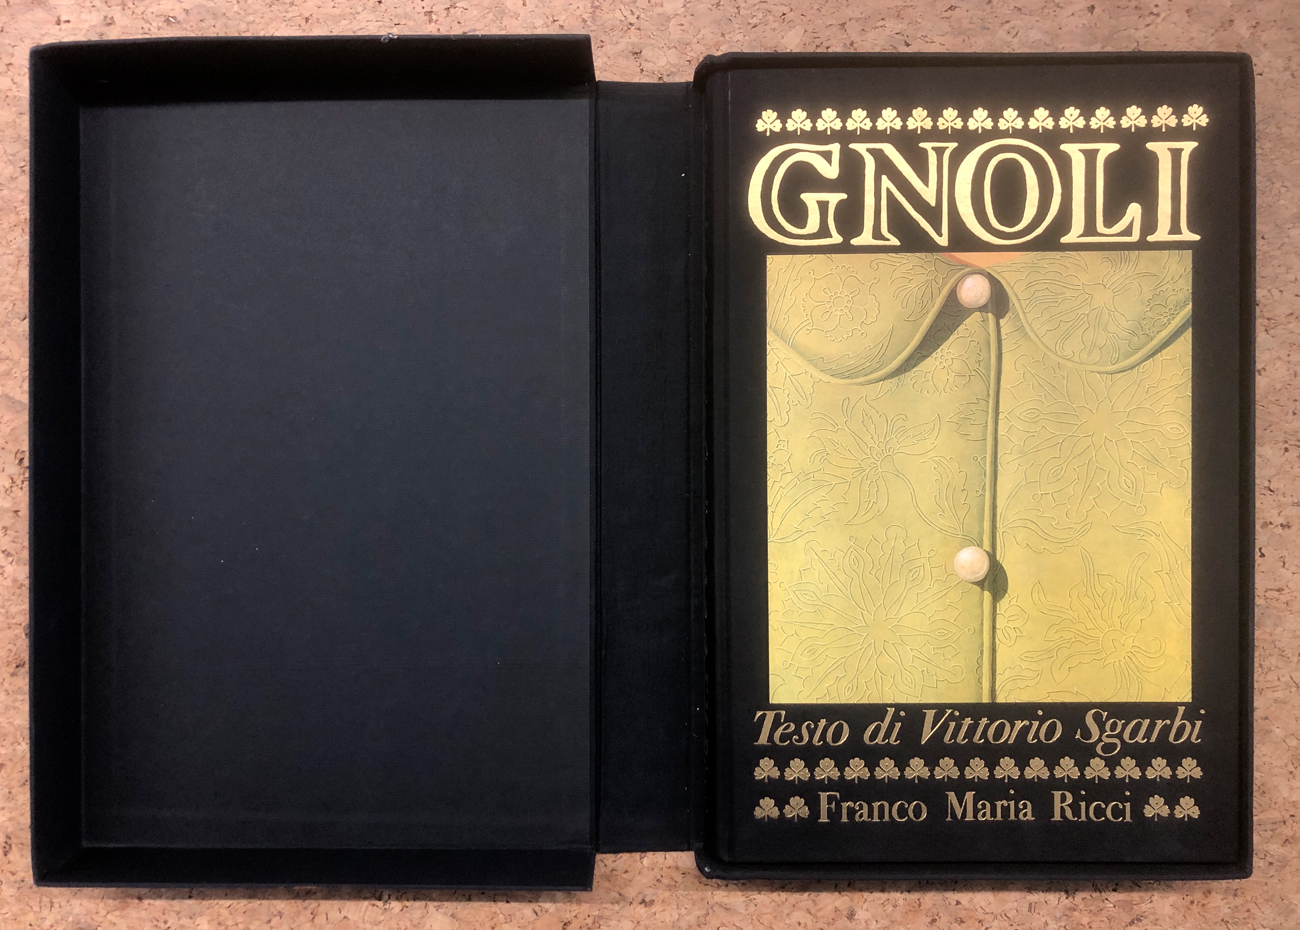 GNOLI
Testo di Vittorio Sgarbi
Franco Maria Ricci